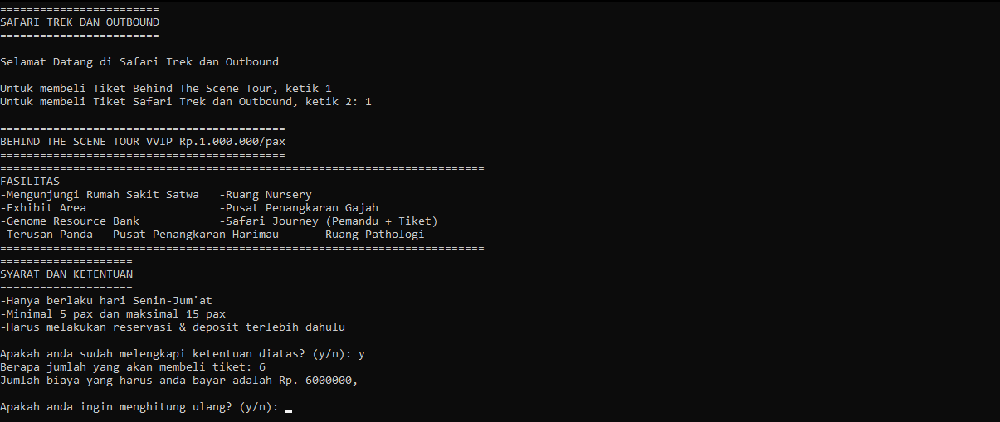 ========================
SAFARI TREK DAN OUTBOUND
========================
Selamat Datang di Safari Trek dan Outbound
Untuk membeli Tiket Behind The Scene Tour, ketik 1
Untuk membeli Tiket Safari Trek dan Outbound, ketik 2: 1
===========================================
BEHIND THE SCENE TOUR VVIP Rp.1.000.000/pax
===========================================
=========================================================================
FASILITAS
-Mengunjungi Rumah Sakit Satwa   -Ruang Nursery
-Exhibit Area                    -Pusat Penangkaran Gajah
-Genome Resource Bank            -Safari Journey (Pemandu + Tiket)
-Terusan Panda  -Pusat Penangkaran Harimau      -Ruang Pathologi
=========================================================================
====================
SYARAT DAN KETENTUAN
====================
-Hanya berlaku hari Senin-Jum'at
-Minimal 5 pax dan maksimal 15 pax
-Harus melakukan reservasi & deposit terlebih dahulu
Apakah anda sudah melengkapi ketentuan diatas? (y/n): y
Berapa jumlah yang akan membeli tiket: 6
Jumlah biaya yang harus anda bayar adalah Rp. 6000000,-
Apakah anda ingin menghitung ulang? (y/n):